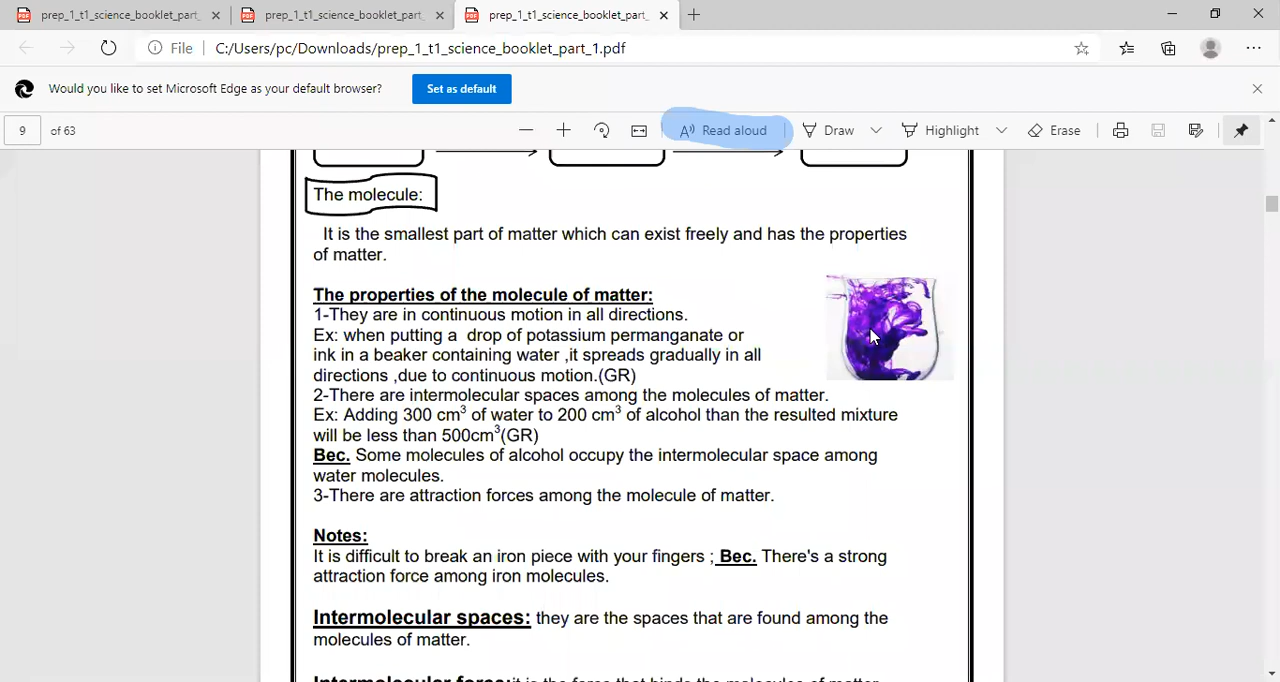 prep_1_t1_science_booklet_part_
prep_1_t1_science_booklet_part_
prep_1_t1_science_booklet_part_
File
C:/Users/pc/Downloads/prep_1_t1_science_booklet_part_1.pdf
Would you like to set Microsoft Edge as your default browser?
Set as default
9 of 63
Read aloud
Draw
Highlight
Erase
The molecule:
It is the smallest part of matter which can exist freely and has the properties
of matter.
The properties of the molecule of matter:
1-They are in continuous motion in all directions.
Ex: when putting a drop of potassium permanganate or
ink in a beaker containing water ,it spreads gradually in all
directions ,due to continuous motion.(GR)
2-There are intermolecular spaces among the molecules of matter.
Ex: Adding 300 cm³ of water to 200 cm³ of alcohol than the resulted mixture
will be less than 500cm³(GR)
Bec. Some molecules of alcohol occupy the intermolecular space among
water molecules.
3-There are attraction forces among the molecule of matter.
Notes:
It is difficult to break an iron piece with your fingers ; Bec. There's a strong
attraction force among iron molecules.
Intermolecular spaces: they are the spaces that are found among the
molecules of matter.
Intermolecular force:it is the force that binds the molecules of matter